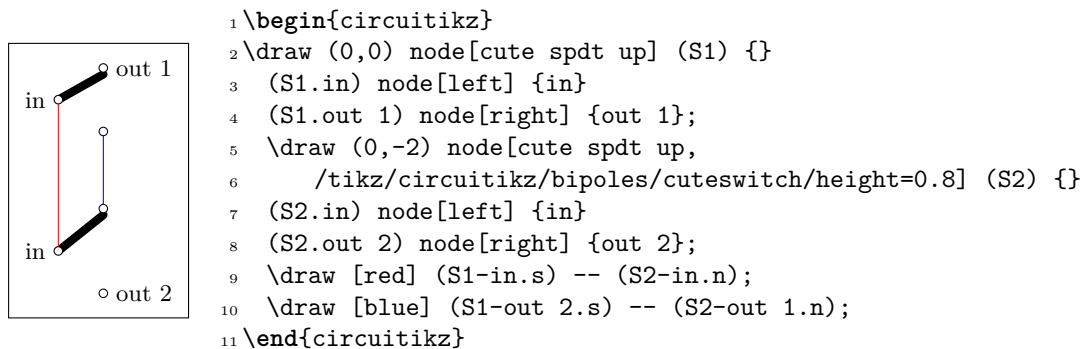 out 1
in
in
out 2
1 \begin{circuitikz}
2 \draw (0,0) node[cute spdt up] (S1) {}
3   (S1.in) node[left] {in}
4   (S1.out 1) node[right] {out 1};
5   \draw (0,-2) node[cute spdt up,
6      /tikz/circuitikz/bipoles/cuteswitch/height=0.8] (S2) {}
7   (S2.in) node[left] {in}
8   (S2.out 2) node[right] {out 2};
9   \draw [red] (S1-in.s) -- (S2-in.n);
10   \draw [blue] (S1-out 2.s) -- (S2-out 1.n);
11 \end{circuitikz}